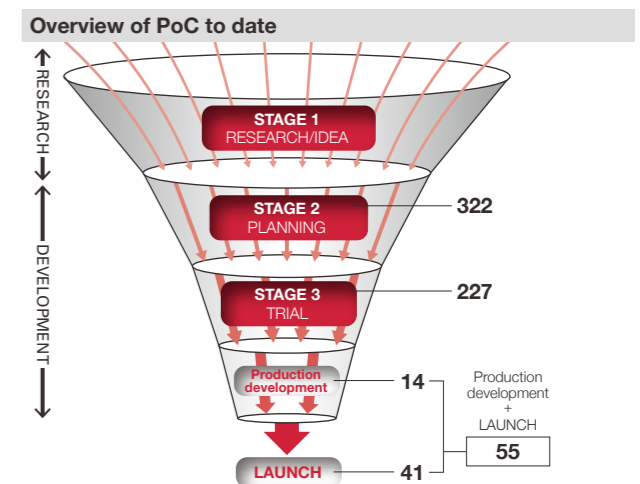 Overview of PoC to date
RESEARCH
DEVELOPMENT
STAGE 1
RESEARCH/IDEA
STAGE 2
PLANNING
322
STAGE 3
TRIAL
227
Production
development
14
LAUNCH
41
Production
development
+
LAUNCH
55